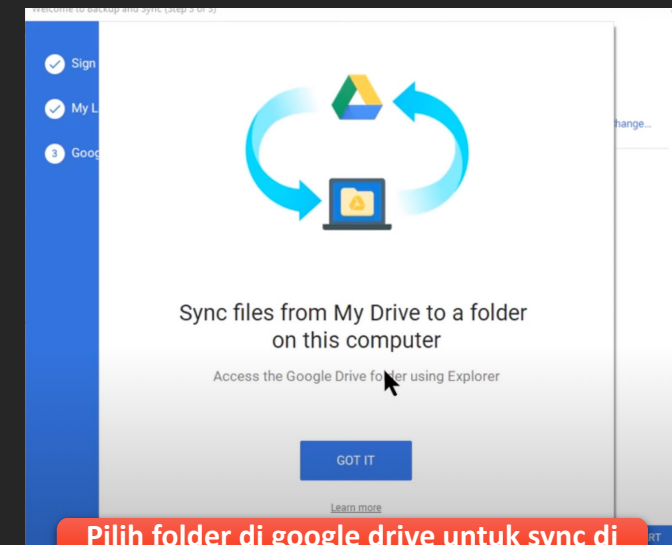 Welcome to Backup and Sync (Step 3 of 3)
Sign
My L
hange...
3 Goog
Sync files from My Drive to a folder
on this computer
Access the Google Drive folder using Explorer
GOT IT
Learn more
RT
Pilih folder di google drive untuk sync di